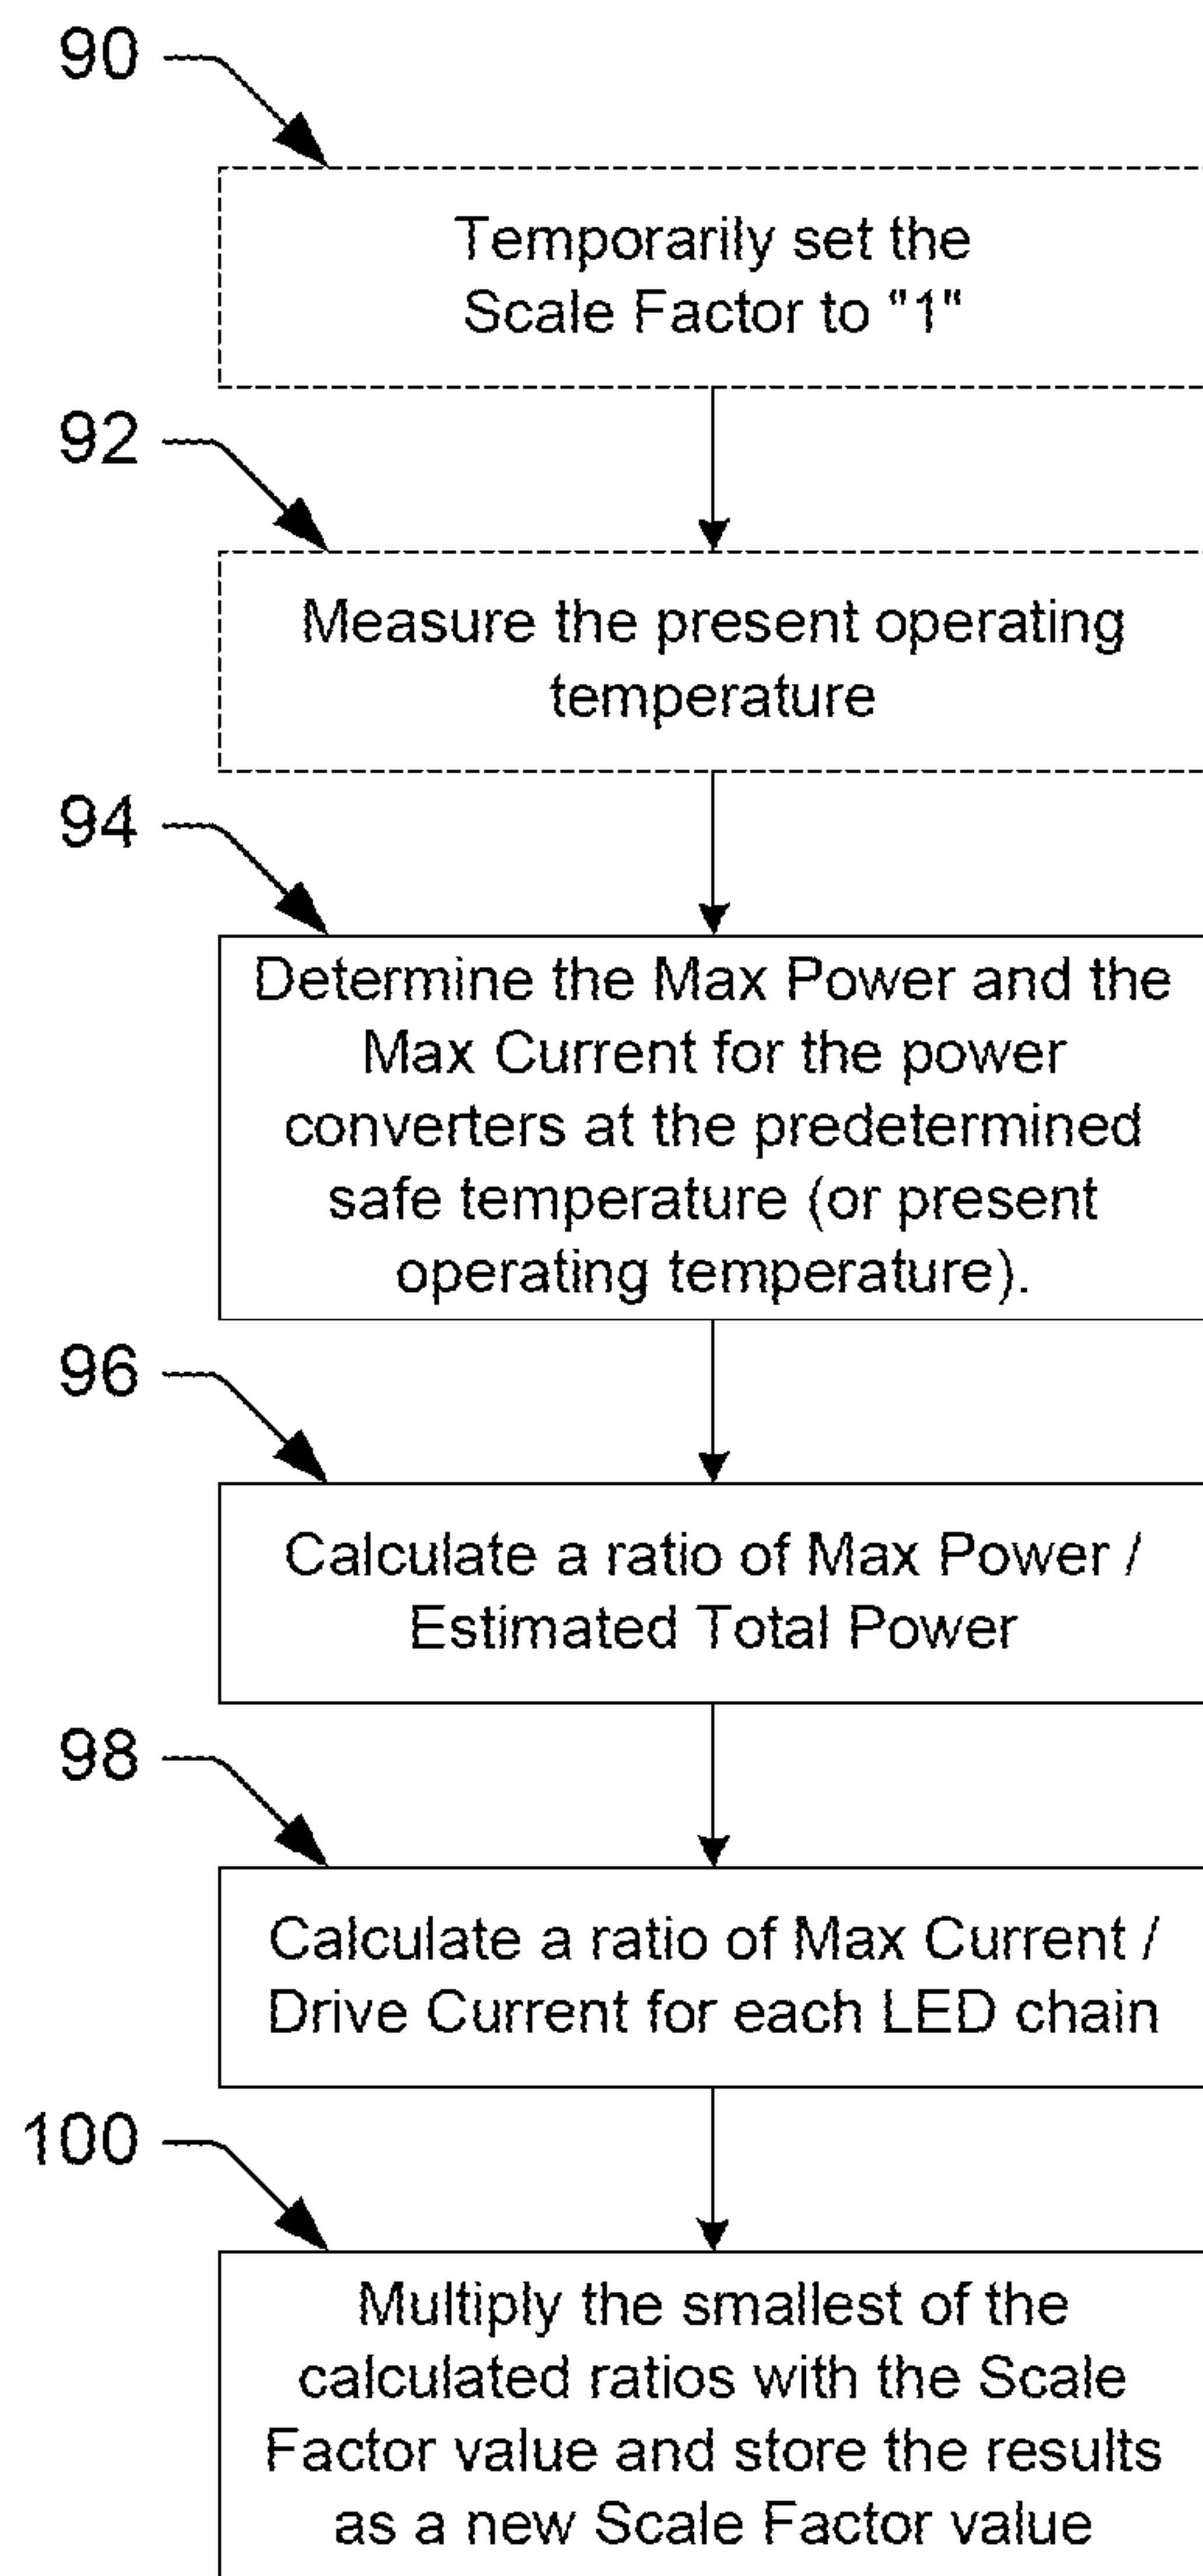 90
Temporarily set the
Scale Factor to "1"
92
Measure the present operating
temperature
94
Determine the Max Power and the
Max Current for the power
converters at the predetermined
safe temperature (or present
operating temperature).
96
Calculate a ratio of Max Power /
Estimated Total Power
98
Calculate a ratio of Max Current /
Drive Current for each LED chain
100
Multiply the smallest of the
calculated ratios with the Scale
Factor value and store the results
as a new Scale Factor value